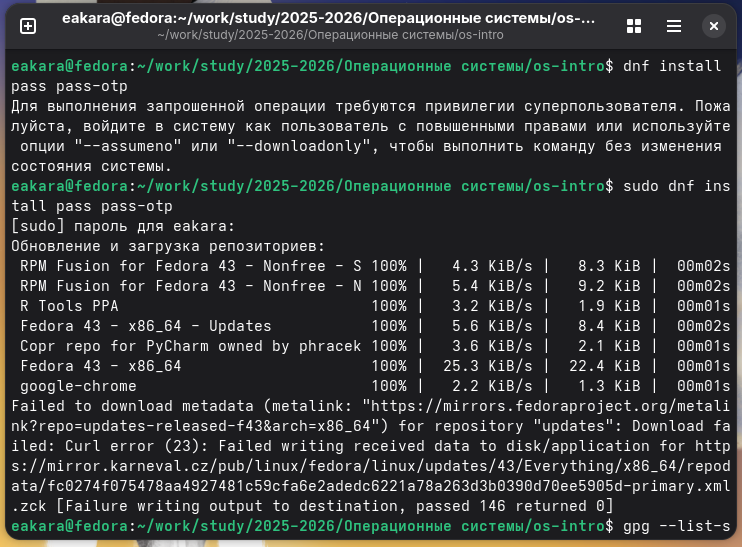 eakara@fedora:~/work/study/2025-2026/Операционные системы/os-...
~/work/study/2025-2026/Операционные системы/os-intro
eakara@fedora:~/work/study/2025-2026/Операционные системы/os-intro$ dnf install
pass pass-otp
Для выполнения запрошенной операции требуются привилегии суперпользователя. Пожа
луйста, войдите в систему как пользователь с повышенными правами или используйте
 опции "--assumeno" или "--downloadonly", чтобы выполнить команду без изменения
состояния системы.
eakara@fedora:~/work/study/2025-2026/Операционные системы/os-intro$ sudo dnf ins
tall pass pass-otp
[sudo] пароль для eakara:
Обновление и загрузка репозиториев:
 RPM Fusion for Fedora 43 - Nonfree - S 100% |   4.3 KiB/s |   8.3 KiB |  00m02s
 RPM Fusion for Fedora 43 - Nonfree - N 100% |   5.4 KiB/s |   9.2 KiB |  00m02s
 R Tools PPA                            100% |   3.2 KiB/s |   1.9 KiB |  00m01s
 Fedora 43 - x86_64 - Updates           100% |   5.6 KiB/s |   8.4 KiB |  00m02s
 Copr repo for PyCharm owned by phracek 100% |   3.6 KiB/s |   2.1 KiB |  00m01s
 Fedora 43 - x86_64                     100% |  25.3 KiB/s |  22.4 KiB |  00m01s
 google-chrome                          100% |   2.2 KiB/s |   1.3 KiB |  00m01s
Failed to download metadata (metalink: "https://mirrors.fedoraproject.org/metali
nk?repo=updates-released-f43&arch=x86_64") for repository "updates": Download fa
iled: Curl error (23): Failed writing received data to disk/application for http
s://mirror.karneval.cz/pub/linux/fedora/linux/updates/43/Everything/x86_64/repod
ata/fc0274f075478aa4927481c59cfa6e2adedc6221a78a263d3b0390d70ee5905d-primary.xml
.zck [Failure writing output to destination, passed 146 returned 0]
eakara@fedora:~/work/study/2025-2026/Операционные системы/os-intro$ gpg --list-s